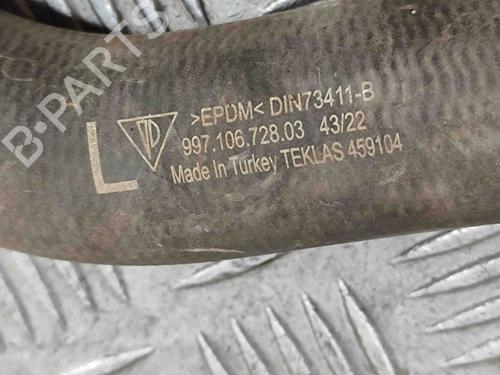 B-PARTS
>EPDM< DIN73411-B
997.106.728.03 43/22
L
Made In Turkey TEKLAS 459104